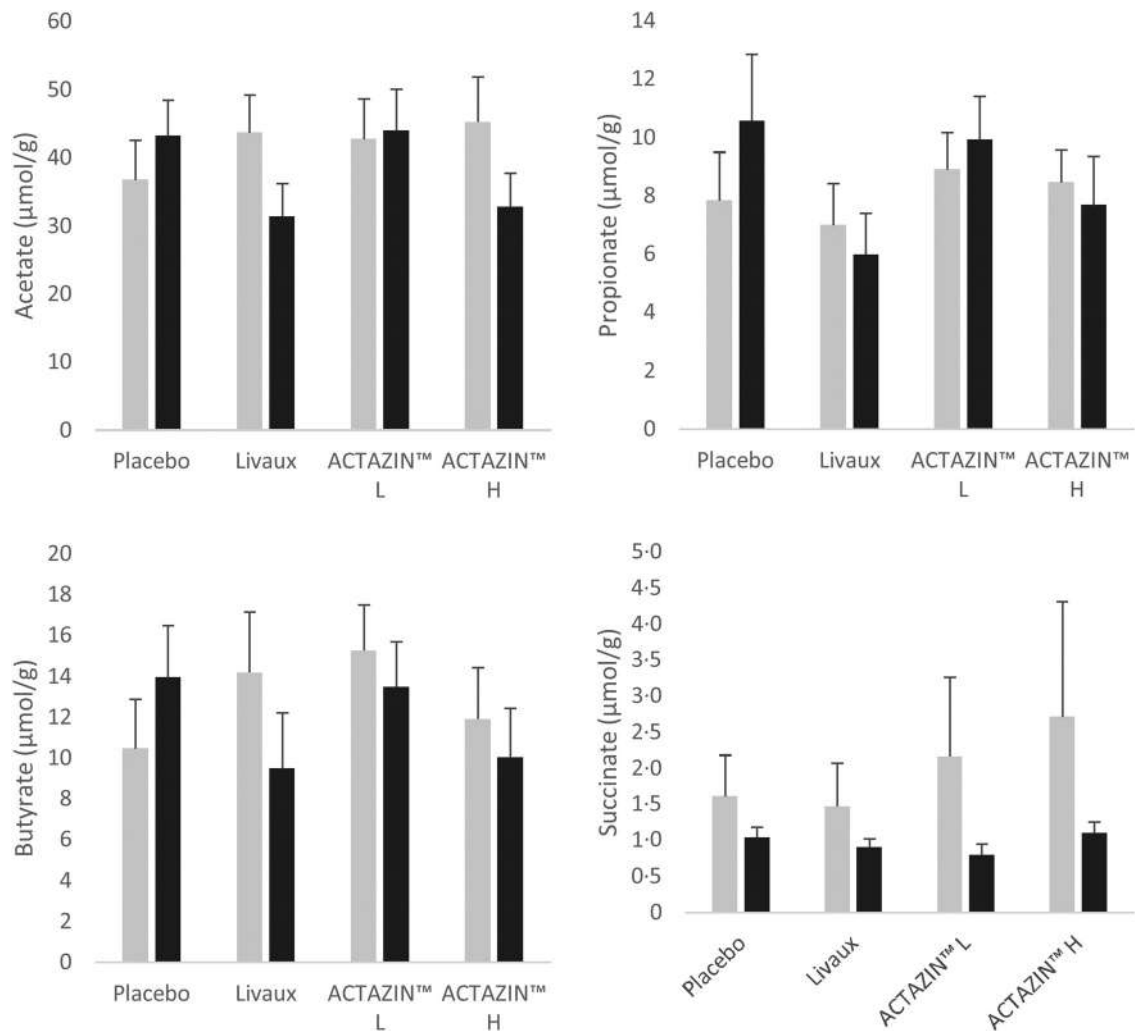 Acetate (µmol/g)
60
50
40
30
20
10
0
Placebo
Livaux
ACTAZIN™
L
ACTAZIN™
H
Propionate (µmol/g)
14
12
10
8
6
4
2
0
Placebo
Livaux
ACTAZIN™
L
ACTAZIN™
H
Butyrate (µmol/g)
20
18
16
14
12
10
8
6
4
2
0
Placebo
Livaux
ACTAZIN™
L
ACTAZIN™
H
Succinate (µmol/g)
5·0
4·5
4·0
3·5
3·0
2·5
2·0
1·5
1·0
0·5
0
Placebo
Livaux
ACTAZIN™ L
ACTAZIN™ H